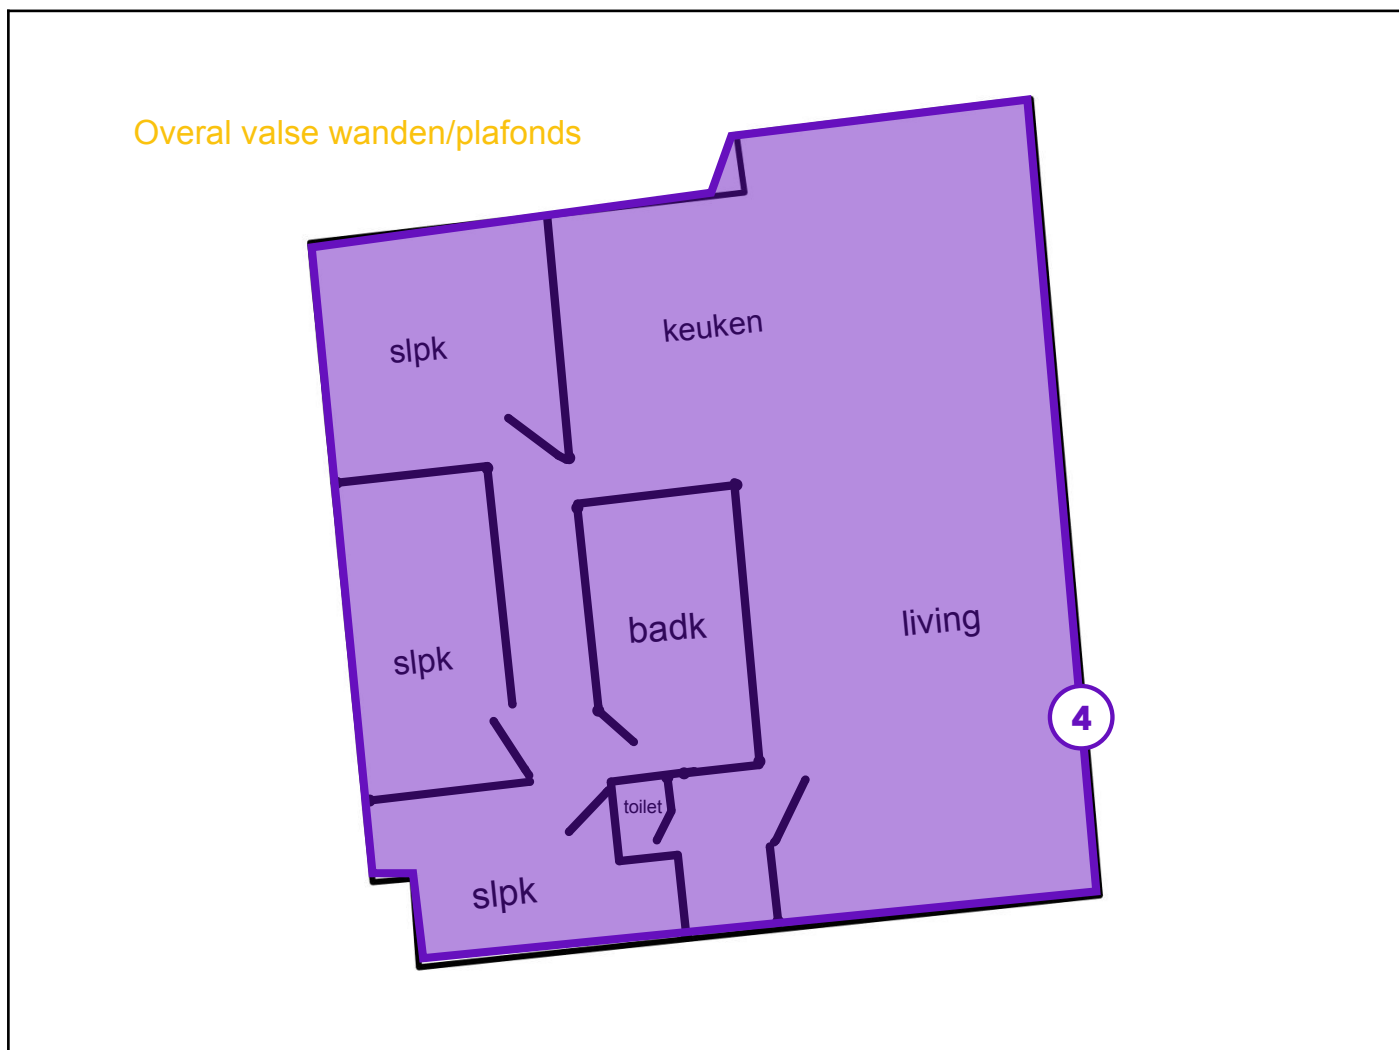 Overal valse wanden/plafonds
keuken
slpk
badk
living
slpk
4
toilet
slpk